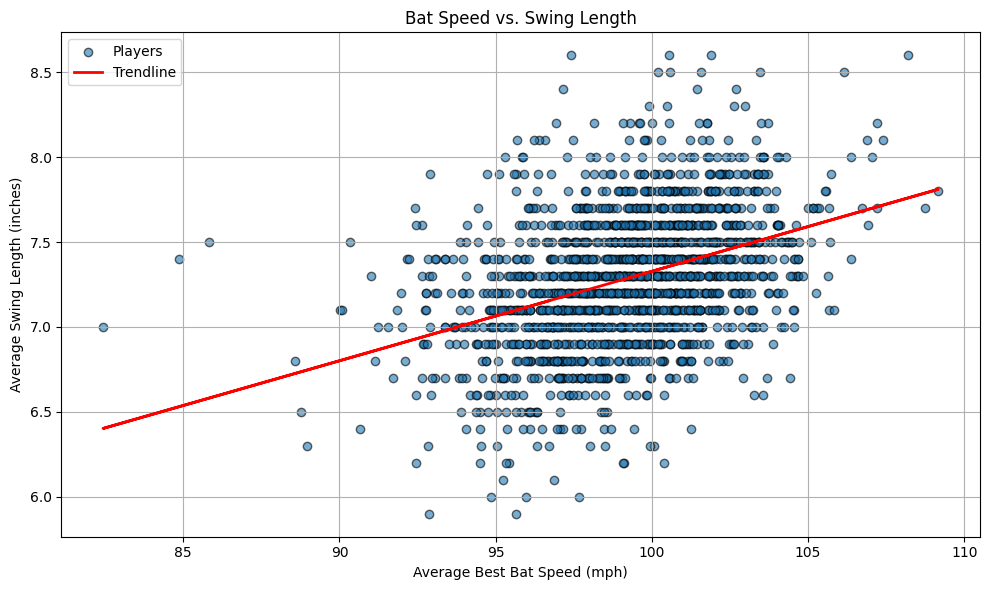 Bat Speed vs. Swing Length
Players
Trendline
Average Swing Length (inches)
8.5
8.0
7.5
7.0
6.5
6.0
85
90
95
100
105
110
Average Best Bat Speed (mph)